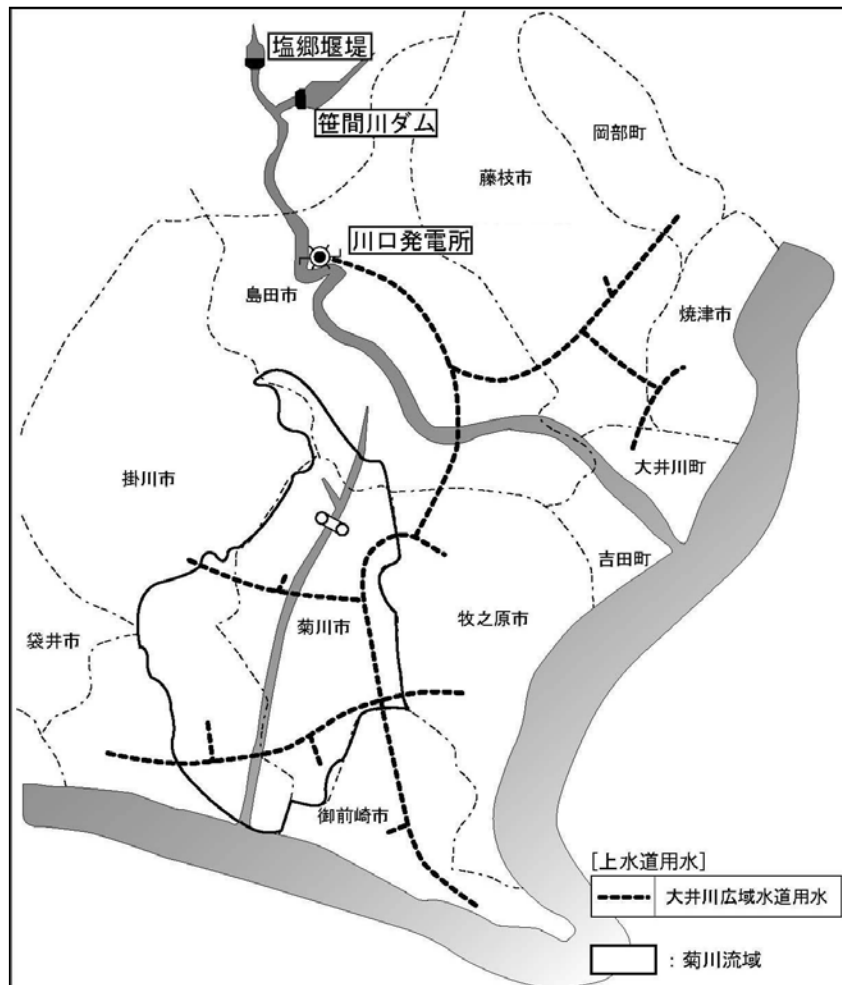 塩郷堰堤
笹間川ダム
岡部町
藤枝市
川口発電所
島田市
焼津市
掛川市
大井川町
吉田町
袋井市
菊川市
牧之原市
御前崎市
[上水道用水]
大井川広域水道用水
：菊川流域